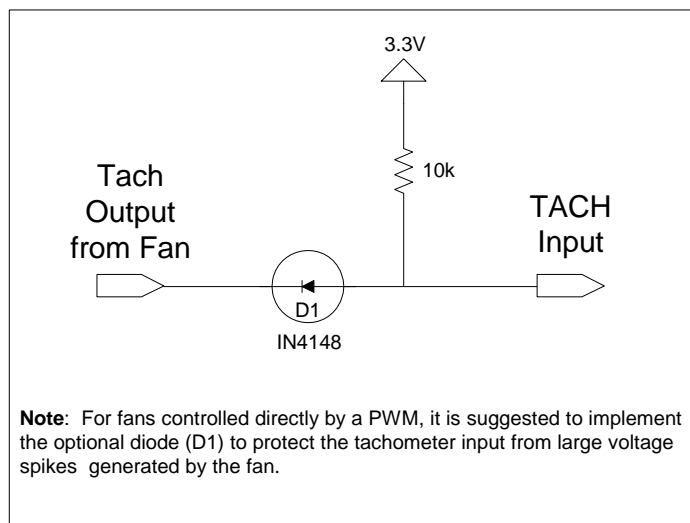 3.3V
10k
Tach
Output
from Fan
TACH
Input
D1
IN4148
Note: For fans controlled directly by a PWM, it is suggested to implement
the optional diode (D1) to protect the tachometer input from large voltage
spikes generated by the fan.